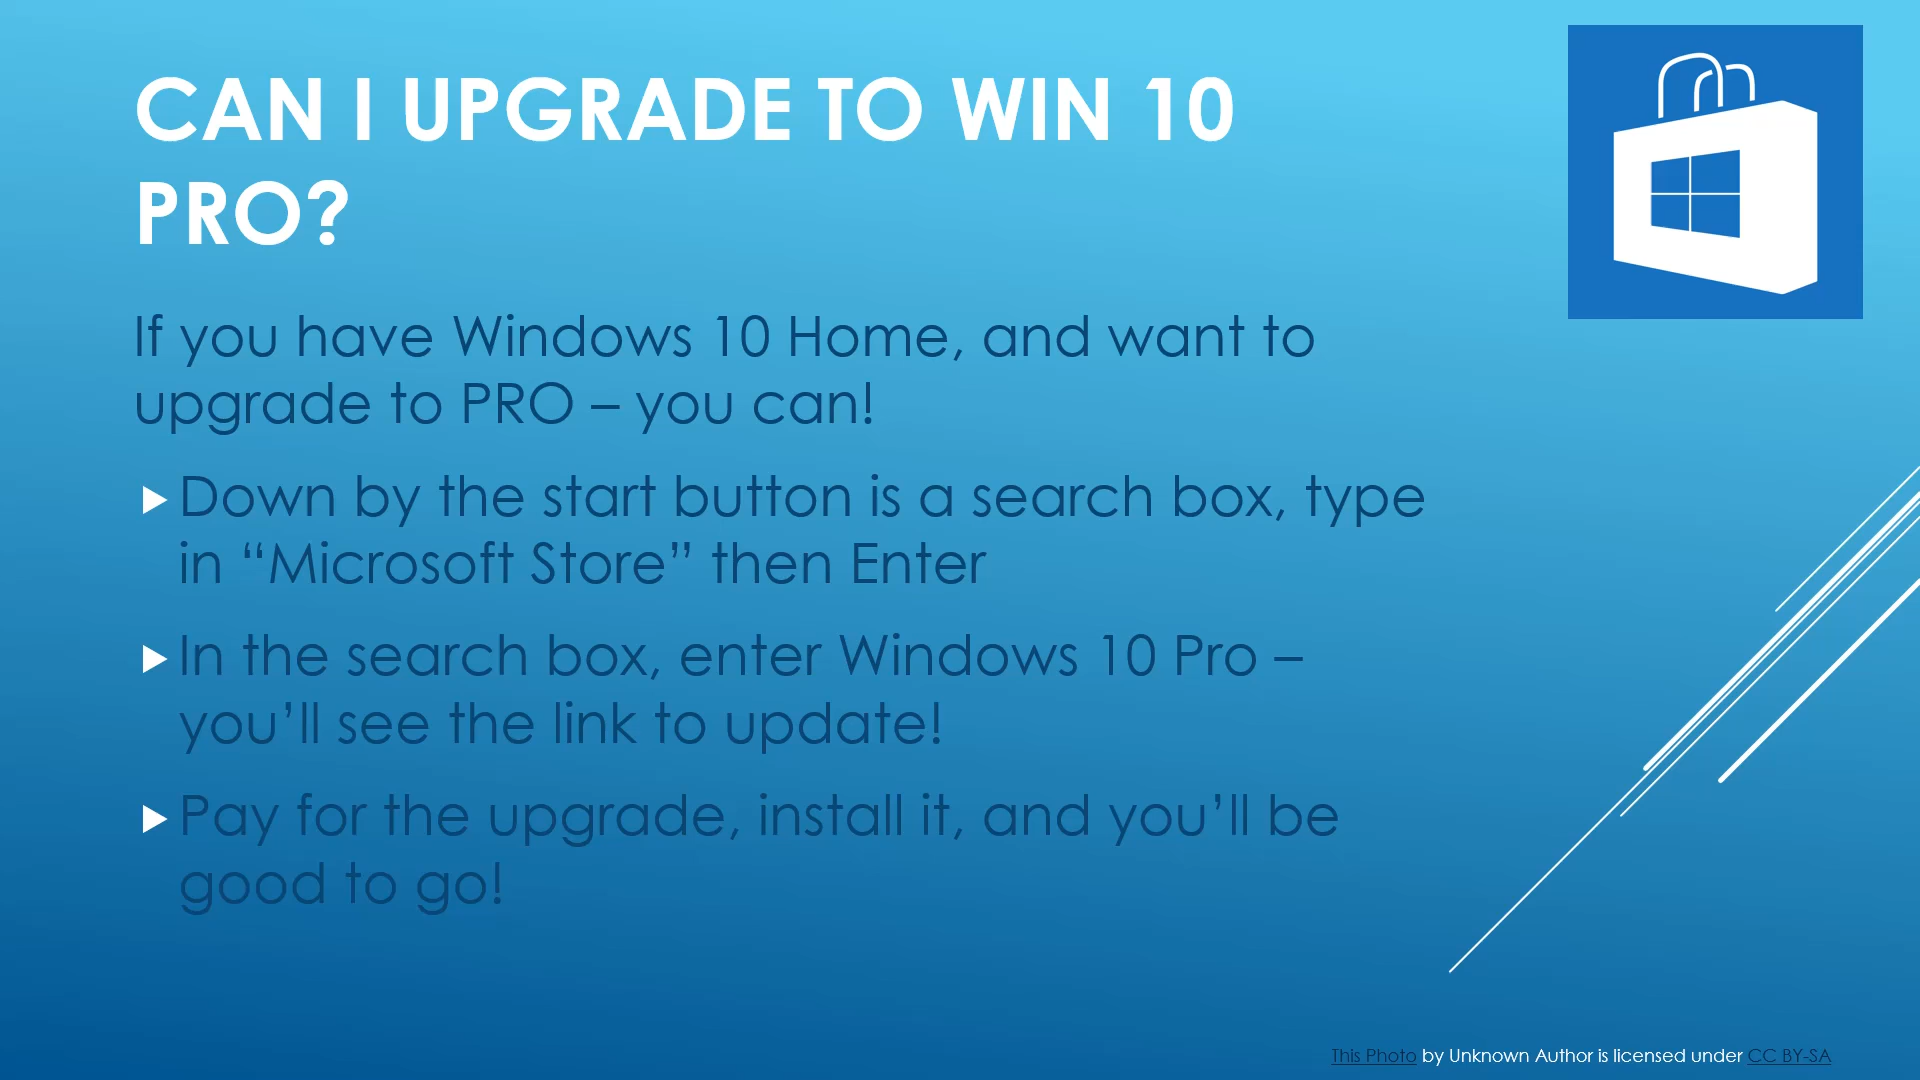 CAN I UPGRADE TO WIN 10
PRO?
If you have Windows 10 Home, and want to
upgrade to PRO – you can!
Down by the start button is a search box, type
in “Microsoft Store” then Enter
In the search box, enter Windows 10 Pro –
you’ll see the link to update!
Pay for the upgrade, install it, and you’ll be
good to go!
This Photo by Unknown Author is licensed under CC BY-SA